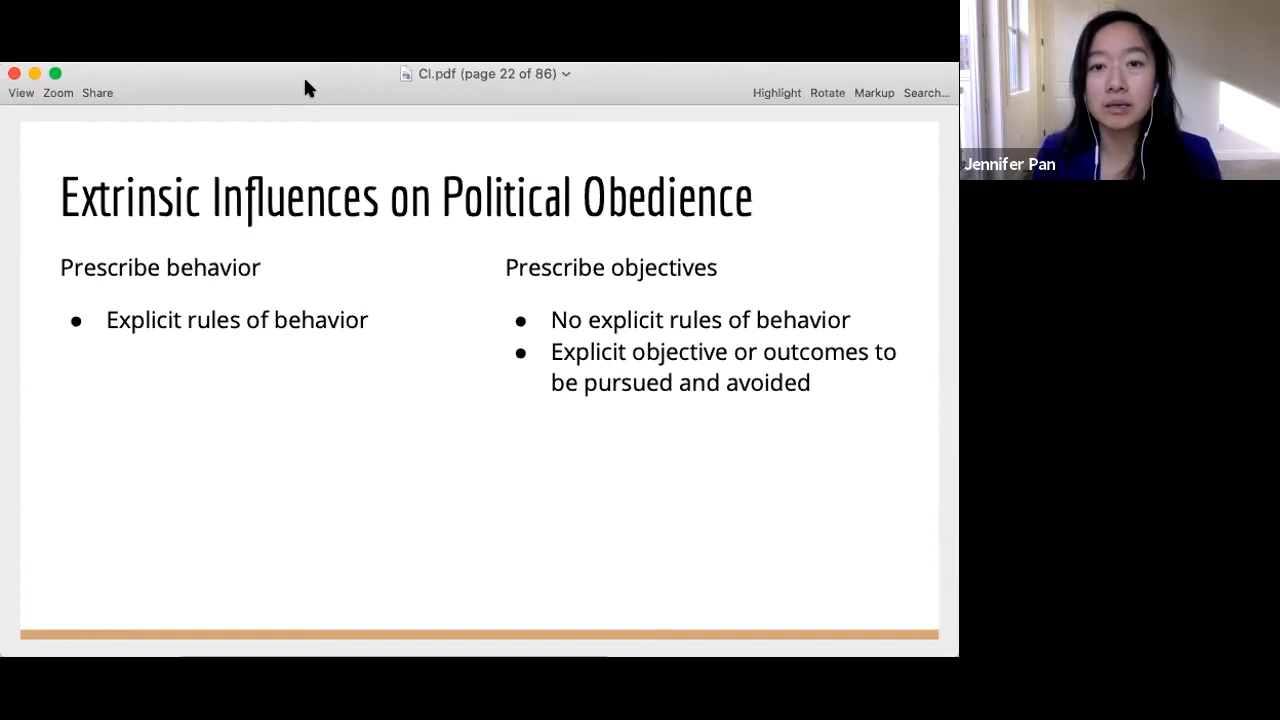 CI.pdf (page 22 of 86)
View Zoom Share
Highlight Rotate Markup Search...
Jennifer Pan
Extrinsic Influences on Political Obedience
Prescribe behavior
● Explicit rules of behavior
Prescribe objectives
● No explicit rules of behavior
● Explicit objective or outcomes to
be pursued and avoided